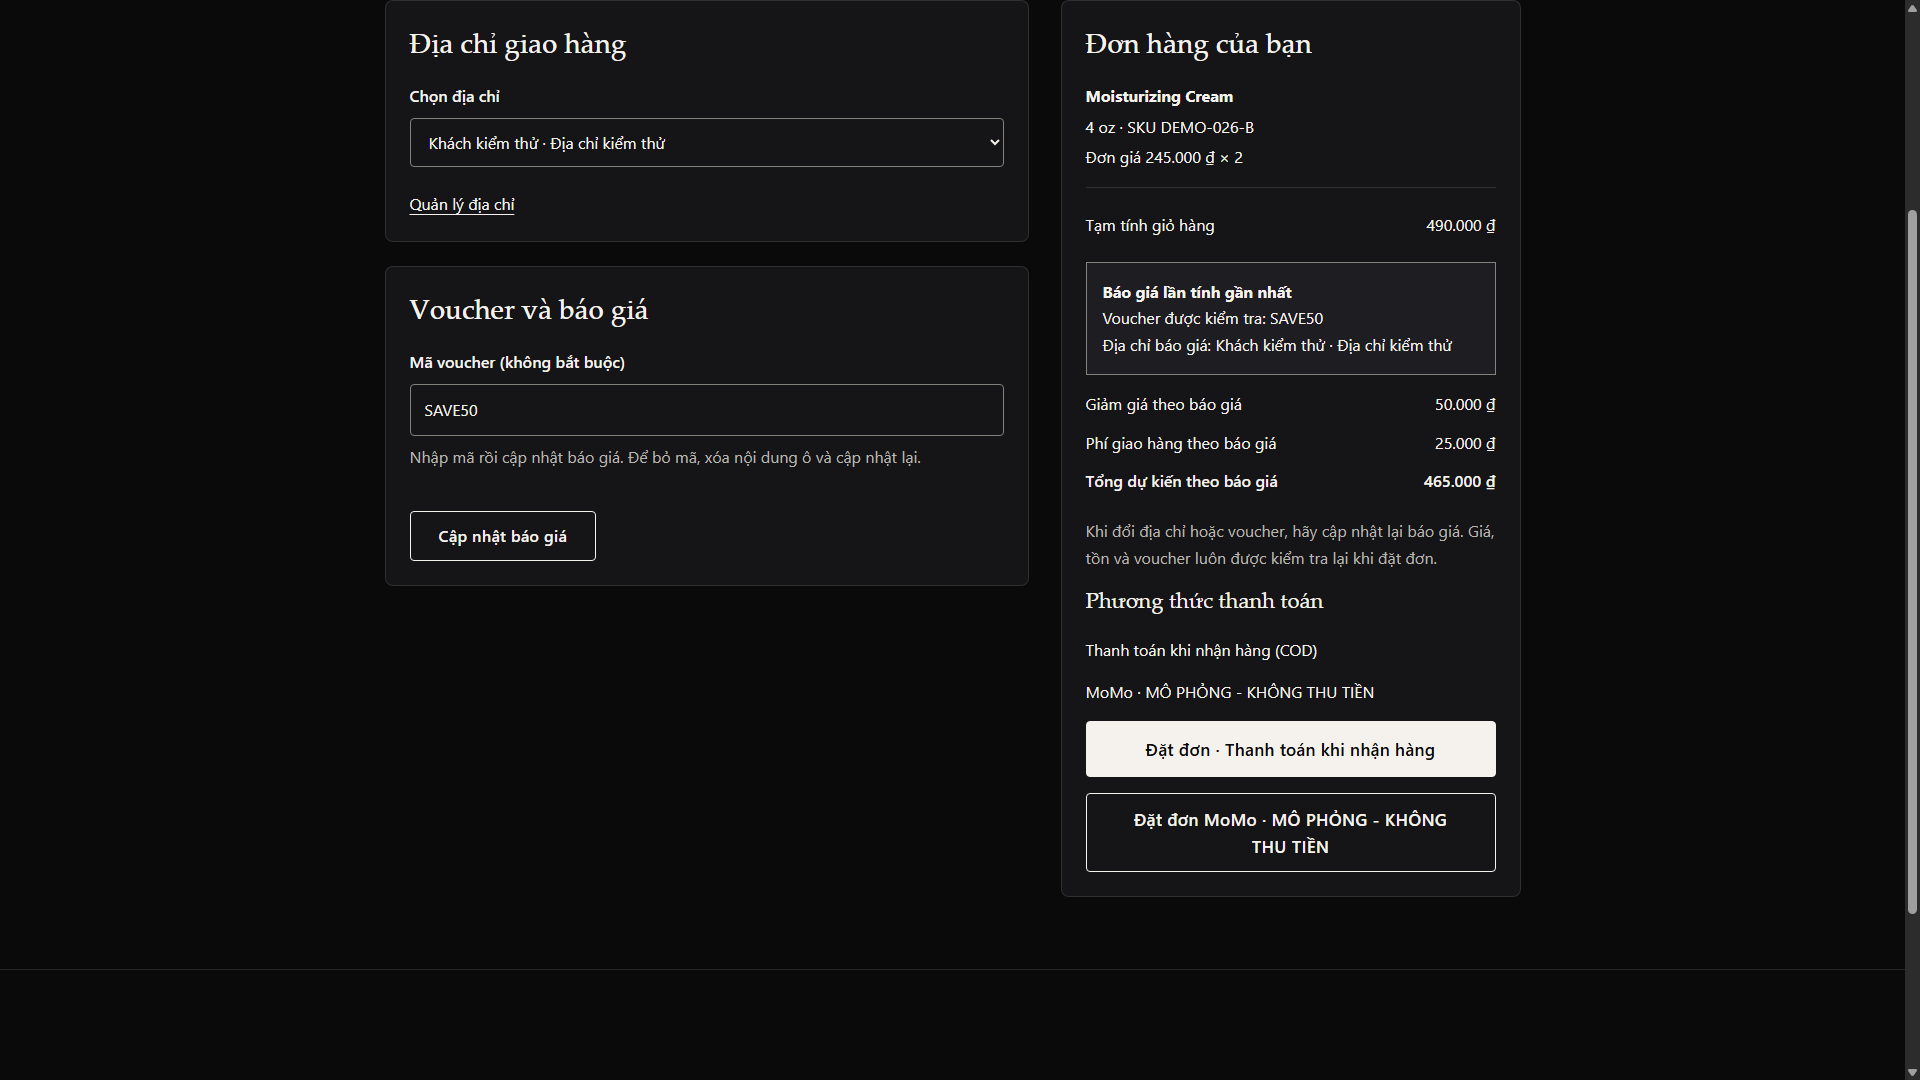 Địa chỉ giao hàng
Chọn địa chỉ
Khách kiểm thử · Địa chỉ kiểm thử
Quản lý địa chỉ
Voucher và báo giá
Mã voucher (không bắt buộc)
SAVE50
Nhập mã rồi cập nhật báo giá. Để bỏ mã, xóa nội dung ô và cập nhật lại.
Cập nhật báo giá
Đơn hàng của bạn
Moisturizing Cream
4 oz · SKU DEMO-026-B
Đơn giá 245.000 ₫ × 2
Tạm tính giỏ hàng 490.000 ₫
Báo giá lần tính gần nhất
Voucher được kiểm tra: SAVE50
Địa chỉ báo giá: Khách kiểm thử · Địa chỉ kiểm thử
Giảm giá theo báo giá 50.000 ₫
Phí giao hàng theo báo giá 25.000 ₫
Tổng dự kiến theo báo giá 465.000 ₫
Khi đổi địa chỉ hoặc voucher, hãy cập nhật lại báo giá. Giá,
tồn và voucher luôn được kiểm tra lại khi đặt đơn.
Phương thức thanh toán
Thanh toán khi nhận hàng (COD)
MoMo · MÔ PHỎNG - KHÔNG THU TIỀN
Đặt đơn · Thanh toán khi nhận hàng
Đặt đơn MoMo · MÔ PHỎNG - KHÔNG
THU TIỀN